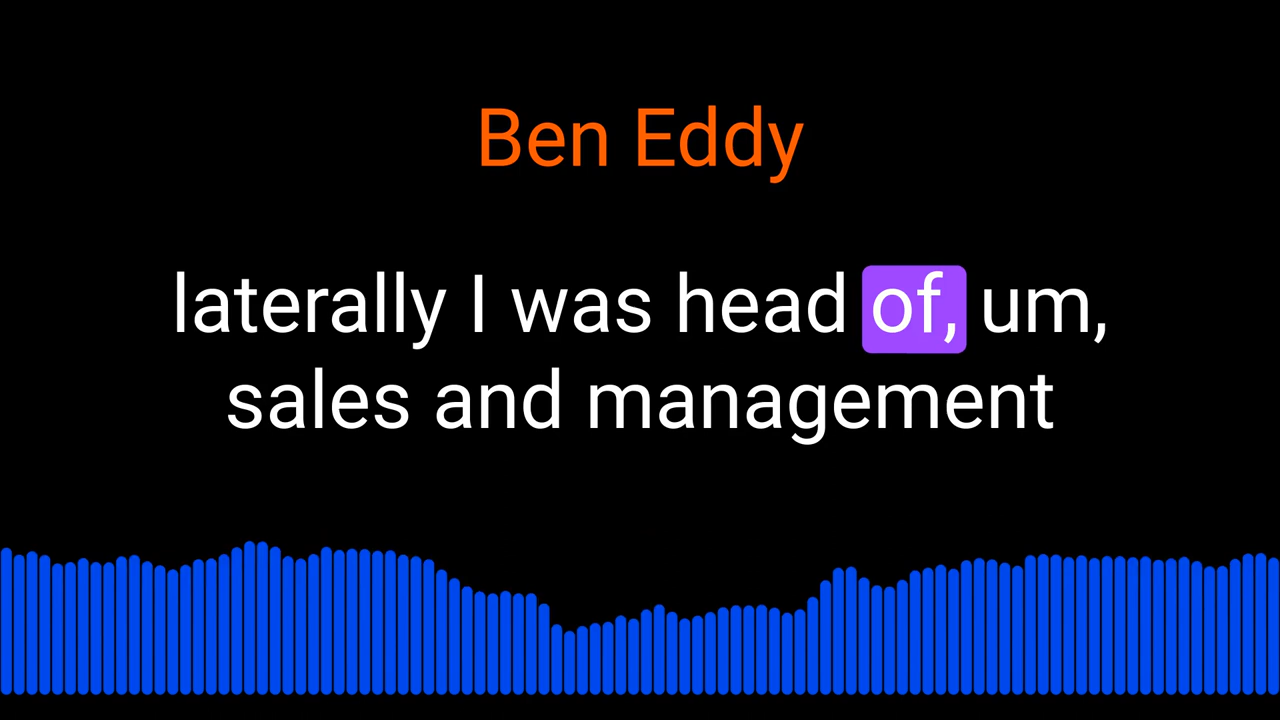 Ben Eddy
laterally I was head of, um,
sales and management